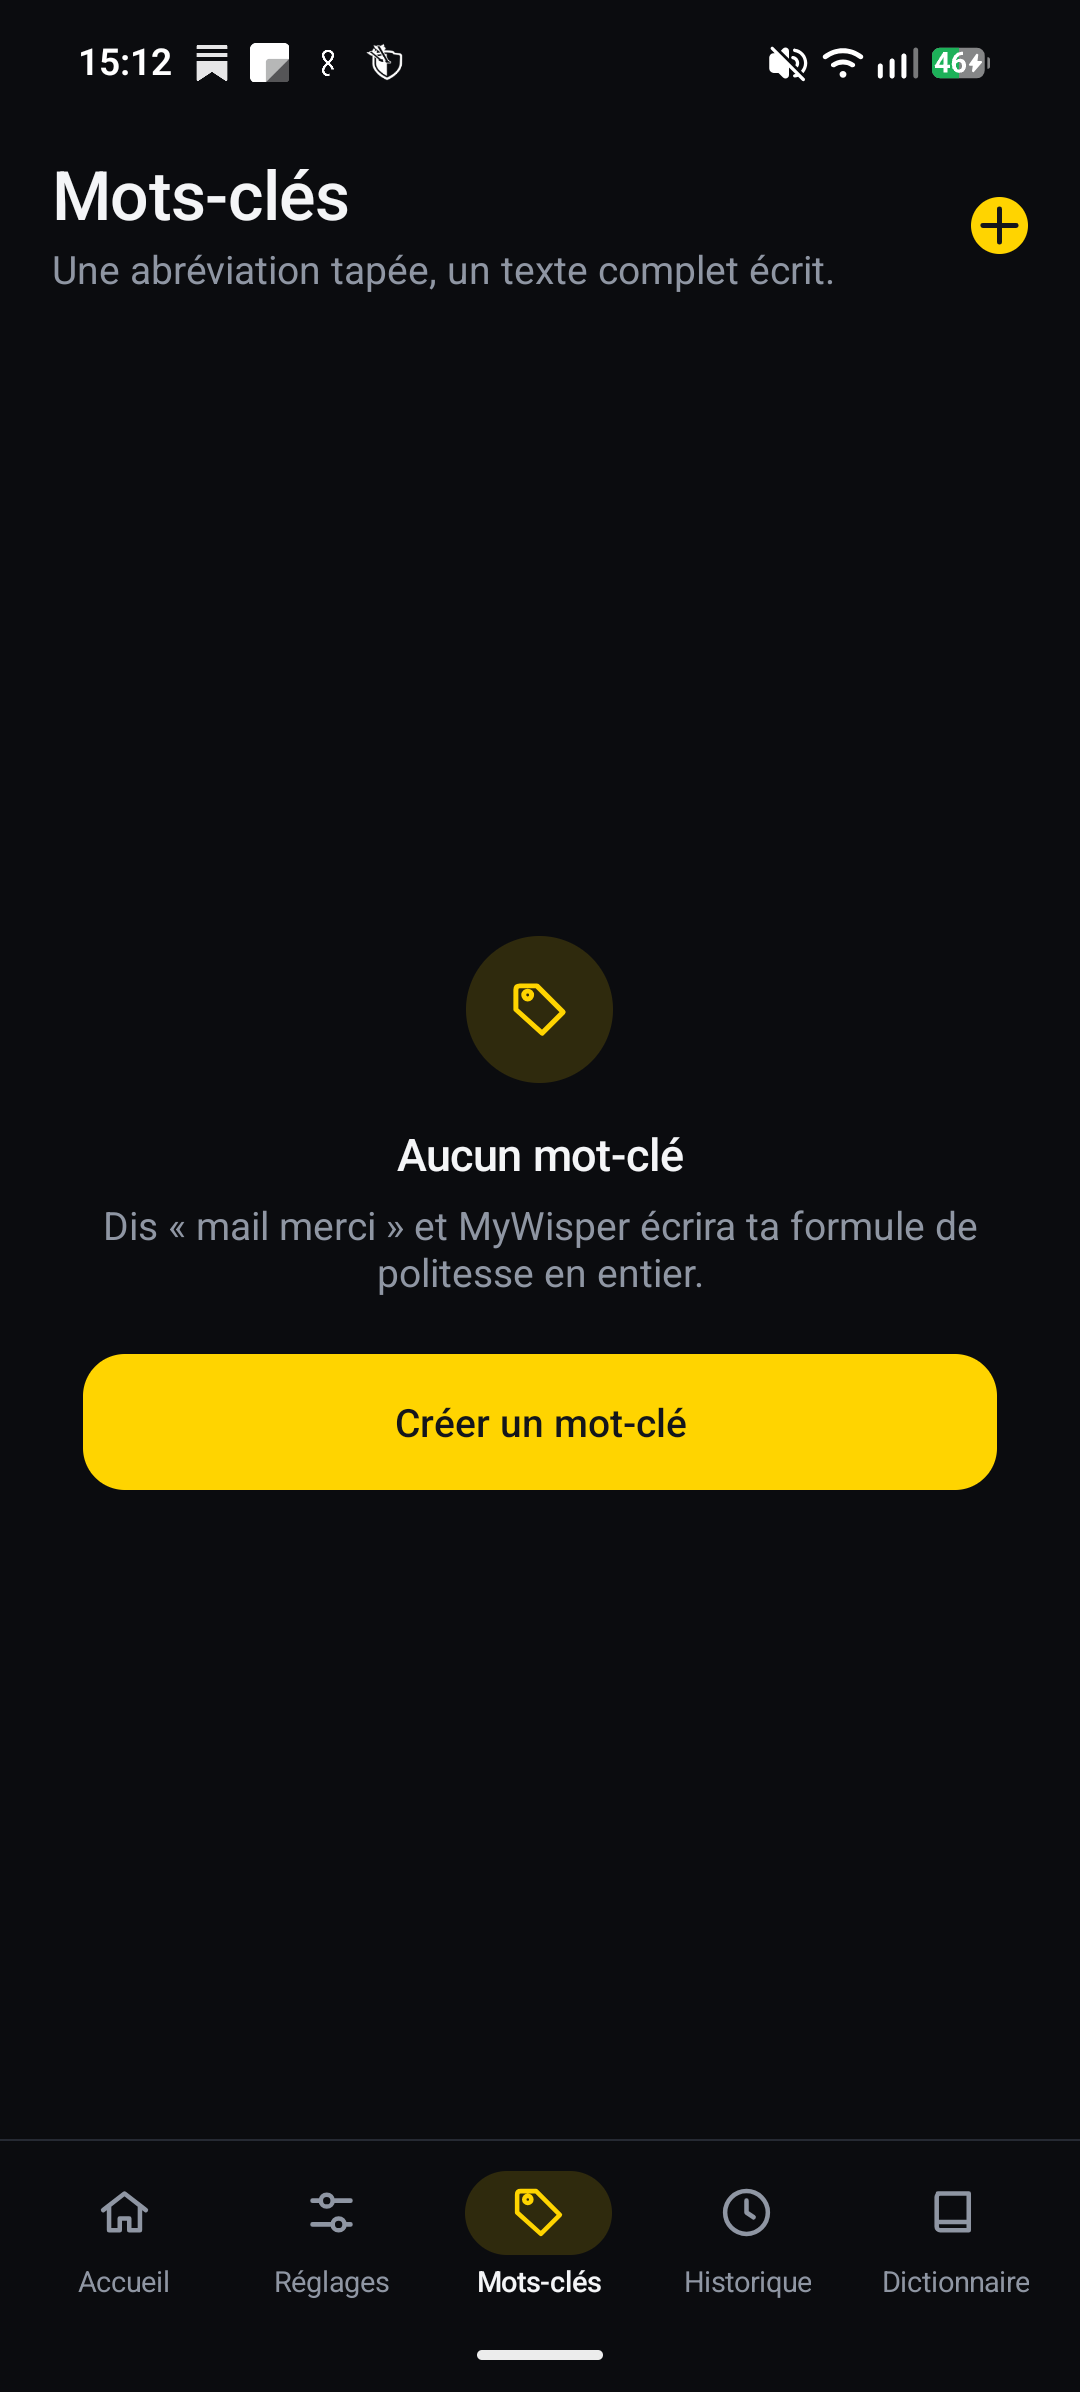 15:12
46
Mots-clés
Une abréviation tapée, un texte complet écrit.
Aucun mot-clé
Dis « mail merci » et MyWisper écrira ta formule de
politesse en entier.
Créer un mot-clé
Accueil
Réglages
Mots-clés
Historique
Dictionnaire